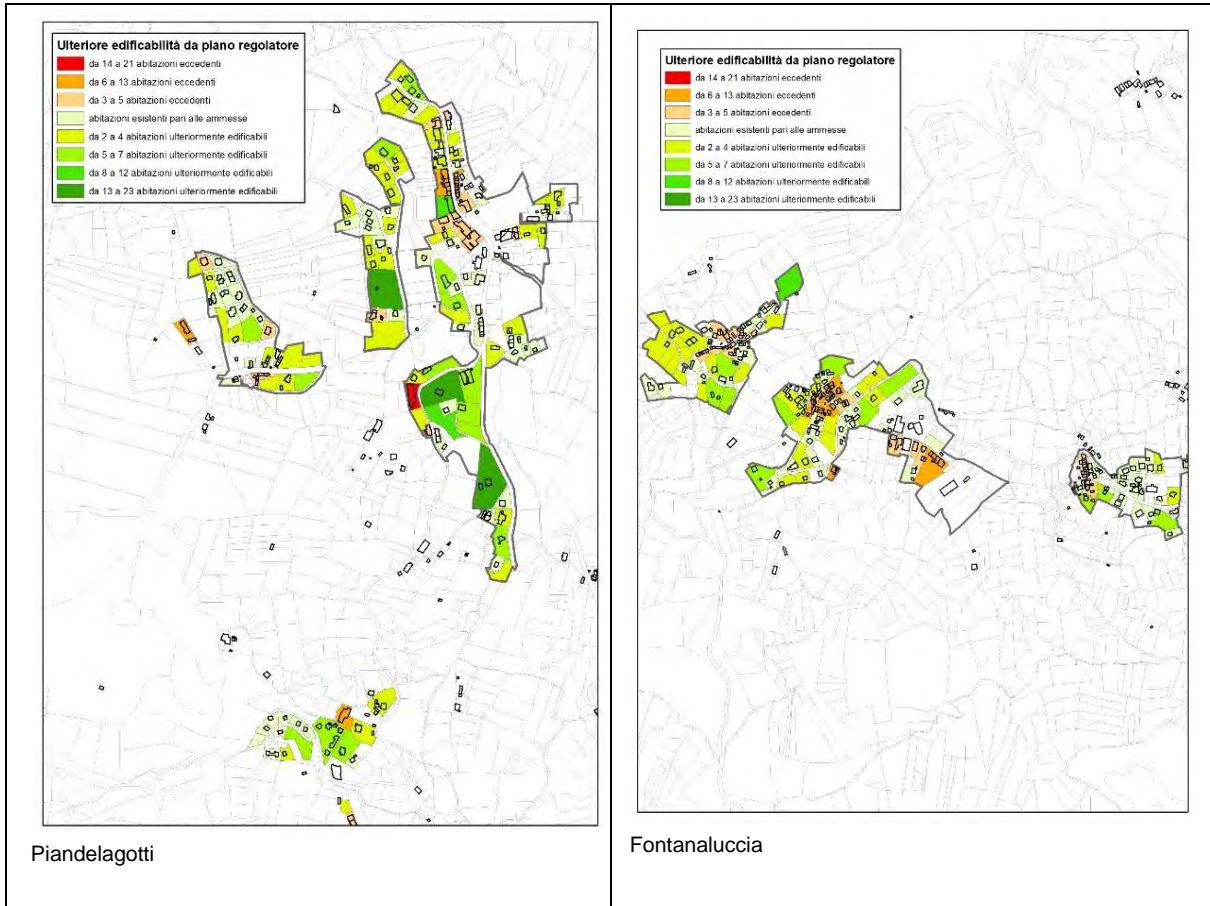 Ulteriore edificabilità da piano regolatore
da 14 a 21 abitazioni eccedenti
da 6 a 13 abitazioni eccedenti
da 3 a 5 abitazioni eccedenti
abitazioni esistenti pari alle ammesse
da 2 a 4 abitazioni ulteriormente edificabili
da 5 a 7 abitazioni ulteriormente edificabili
da 8 a 12 abitazioni ulteriormente edificabili
da 13 a 23 abitazioni ulteriormente edificabili
Piandelagotti
Ulteriore edificabilità da piano regolatore
da 14 a 21 abitazioni eccedenti
da 6 a 13 abitazioni eccedenti
da 3 a 5 abitazioni eccedenti
abitazioni esistenti pari alle ammesse
da 2 a 4 abitazioni ulteriormente edificabili
da 5 a 7 abitazioni ulteriormente edificabili
da 8 a 12 abitazioni ulteriormente edificabili
da 13 a 23 abitazioni ulteriormente edificabili
Fontanaluccia